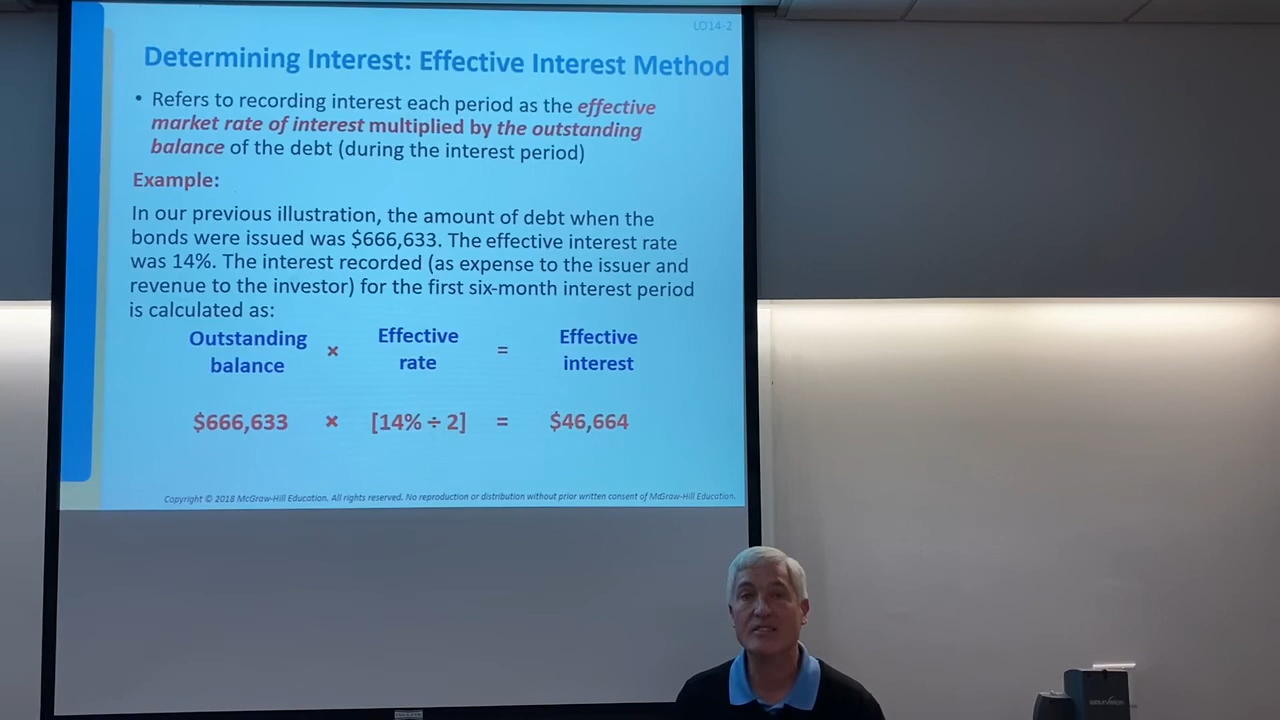 LO14-2
Determining Interest: Effective Interest Method
• Refers to recording interest each period as the effective
market rate of interest multiplied by the outstanding
balance of the debt (during the interest period)
Example:
In our previous illustration, the amount of debt when the
bonds were issued was $666,633. The effective interest rate
was 14%. The interest recorded (as expense to the issuer and
revenue to the investor) for the first six-month interest period
is calculated as:
Outstanding balance × Effective rate = Effective interest
$666,633 × [14% ÷ 2] = $46,664
Copyright © 2018 McGraw-Hill Education. All rights reserved. No reproduction or distribution without prior written consent of McGraw-Hill Education.